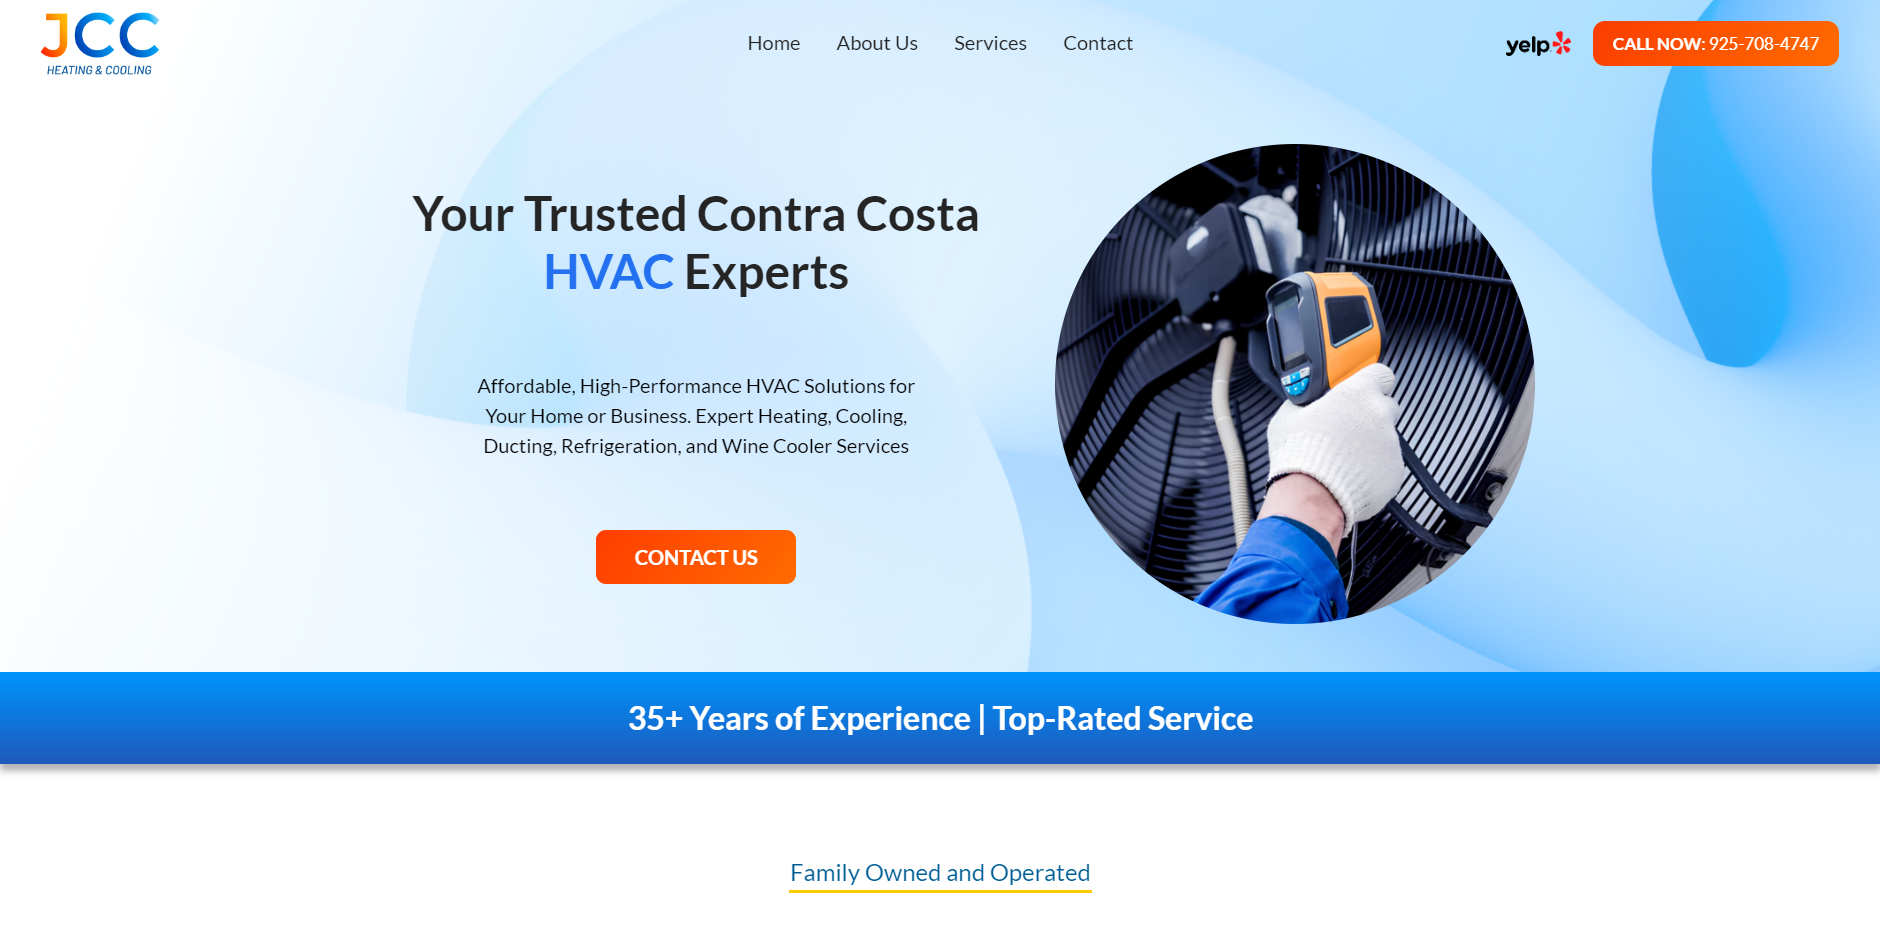 JCC
HEATING & COOLING
Home
About Us
Services
Contact
yelp
CALL NOW: 925-708-4747
Your Trusted Contra Costa
HVAC Experts
Affordable, High-Performance HVAC Solutions for
Your Home or Business. Expert Heating, Cooling,
Ducting, Refrigeration, and Wine Cooler Services
CONTACT US
35+ Years of Experience | Top-Rated Service
Family Owned and Operated